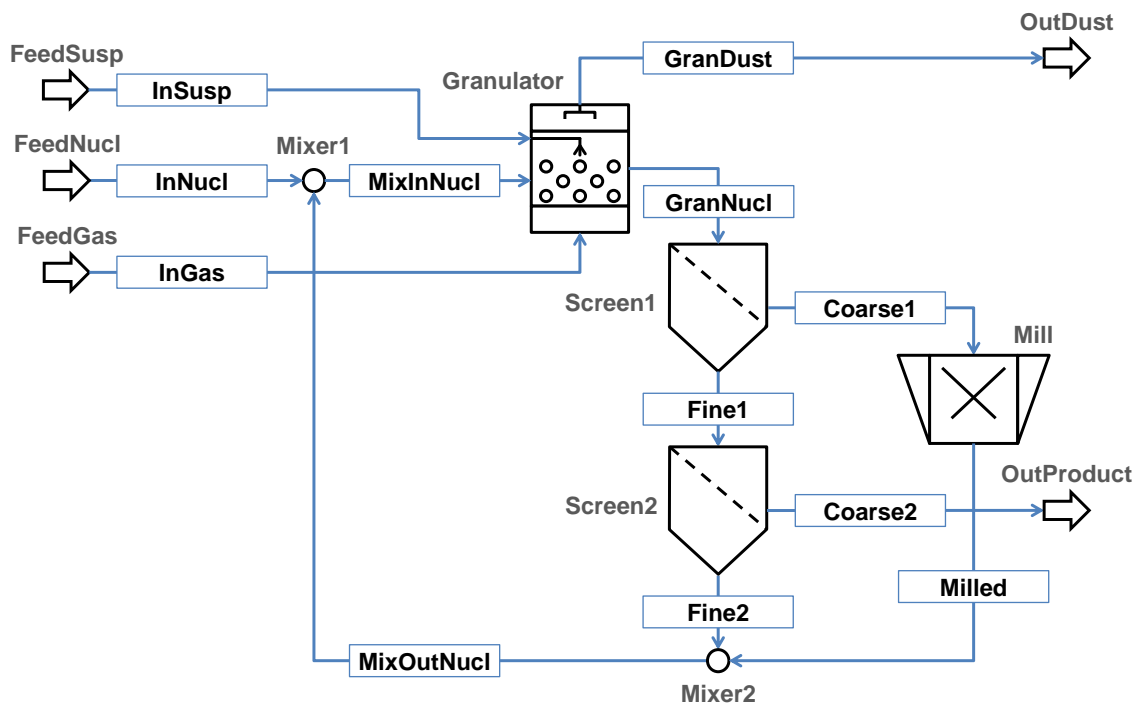 OutDust
FeedSusp
GranDust
Granulator
InSusp
FeedNucl
Mixer1
InNucl
MixInNucl
GranNucl
FeedGas
InGas
Screen1
Coarse1
Mill
Fine1
OutProduct
Screen2
Coarse2
Milled
Fine2
MixOutNucl
Mixer2